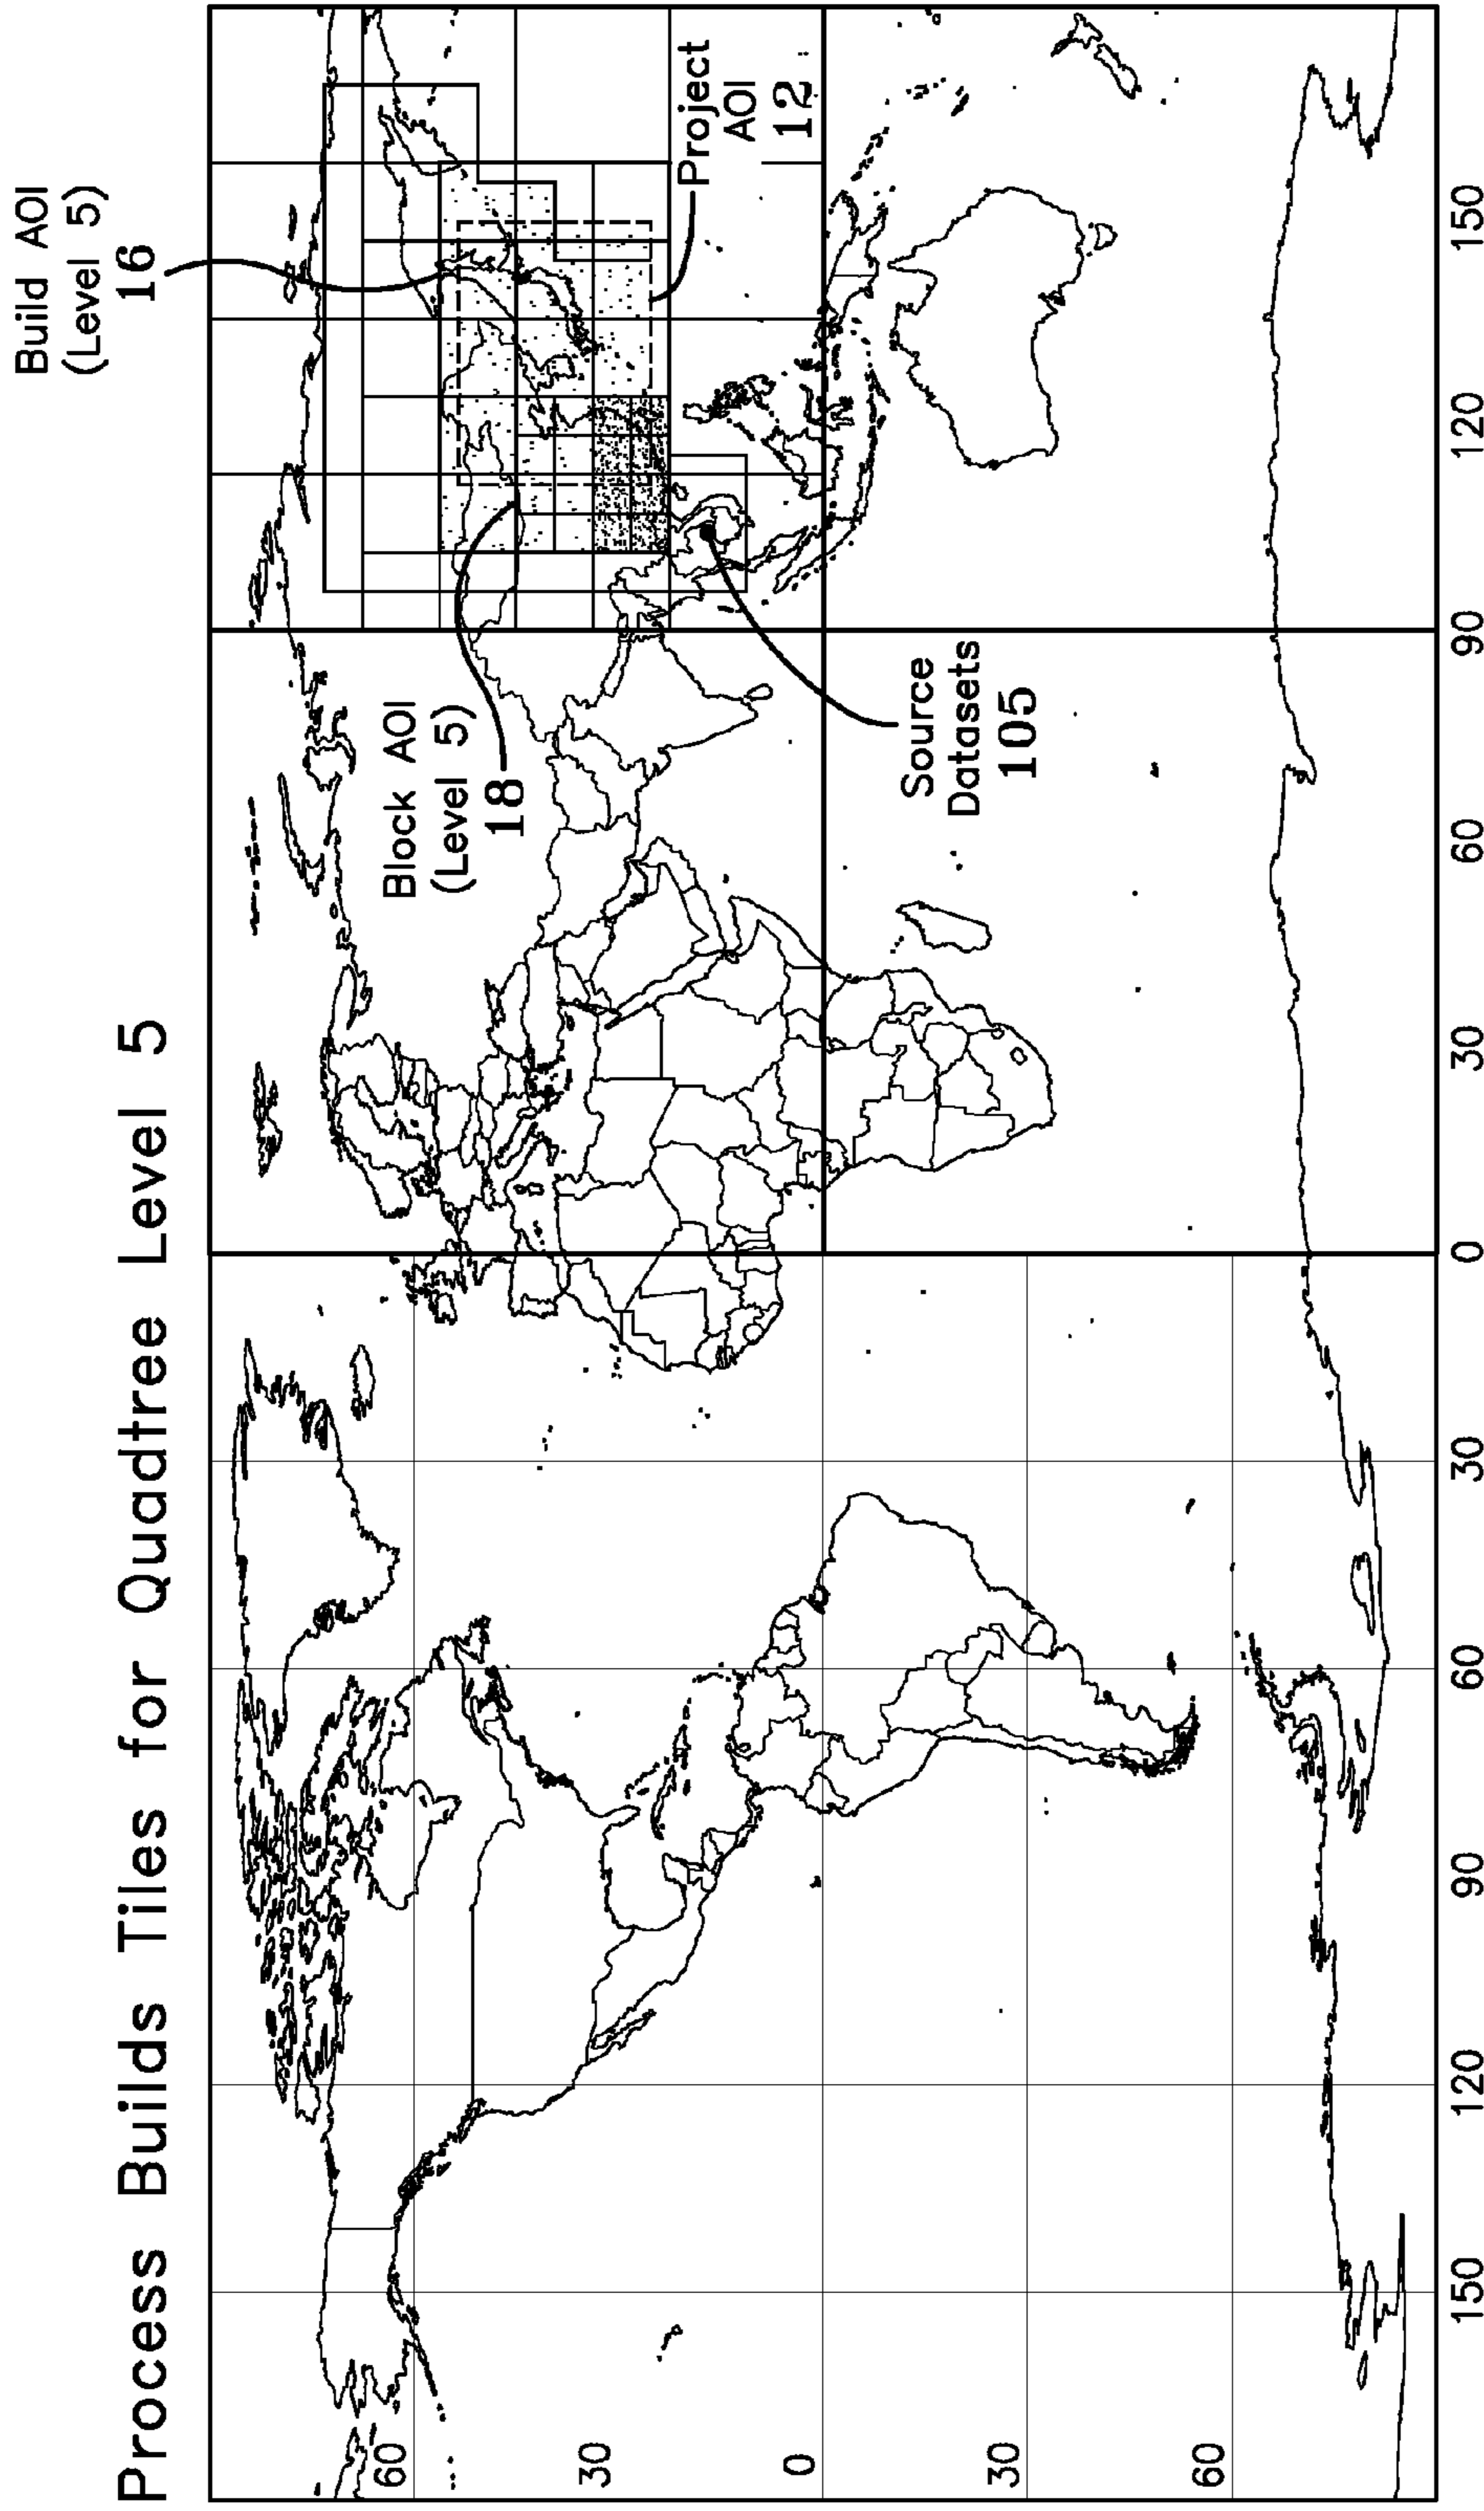 Process Builds Tiles for Quadtree Level 5
Build AOI
(Level 5)
16
Block AOI
(Level 5)
18
Project
AOI
12
Source
Datasets
105
60
30
0
30
60
150
120
90
60
30
0
30
60
90
120
150